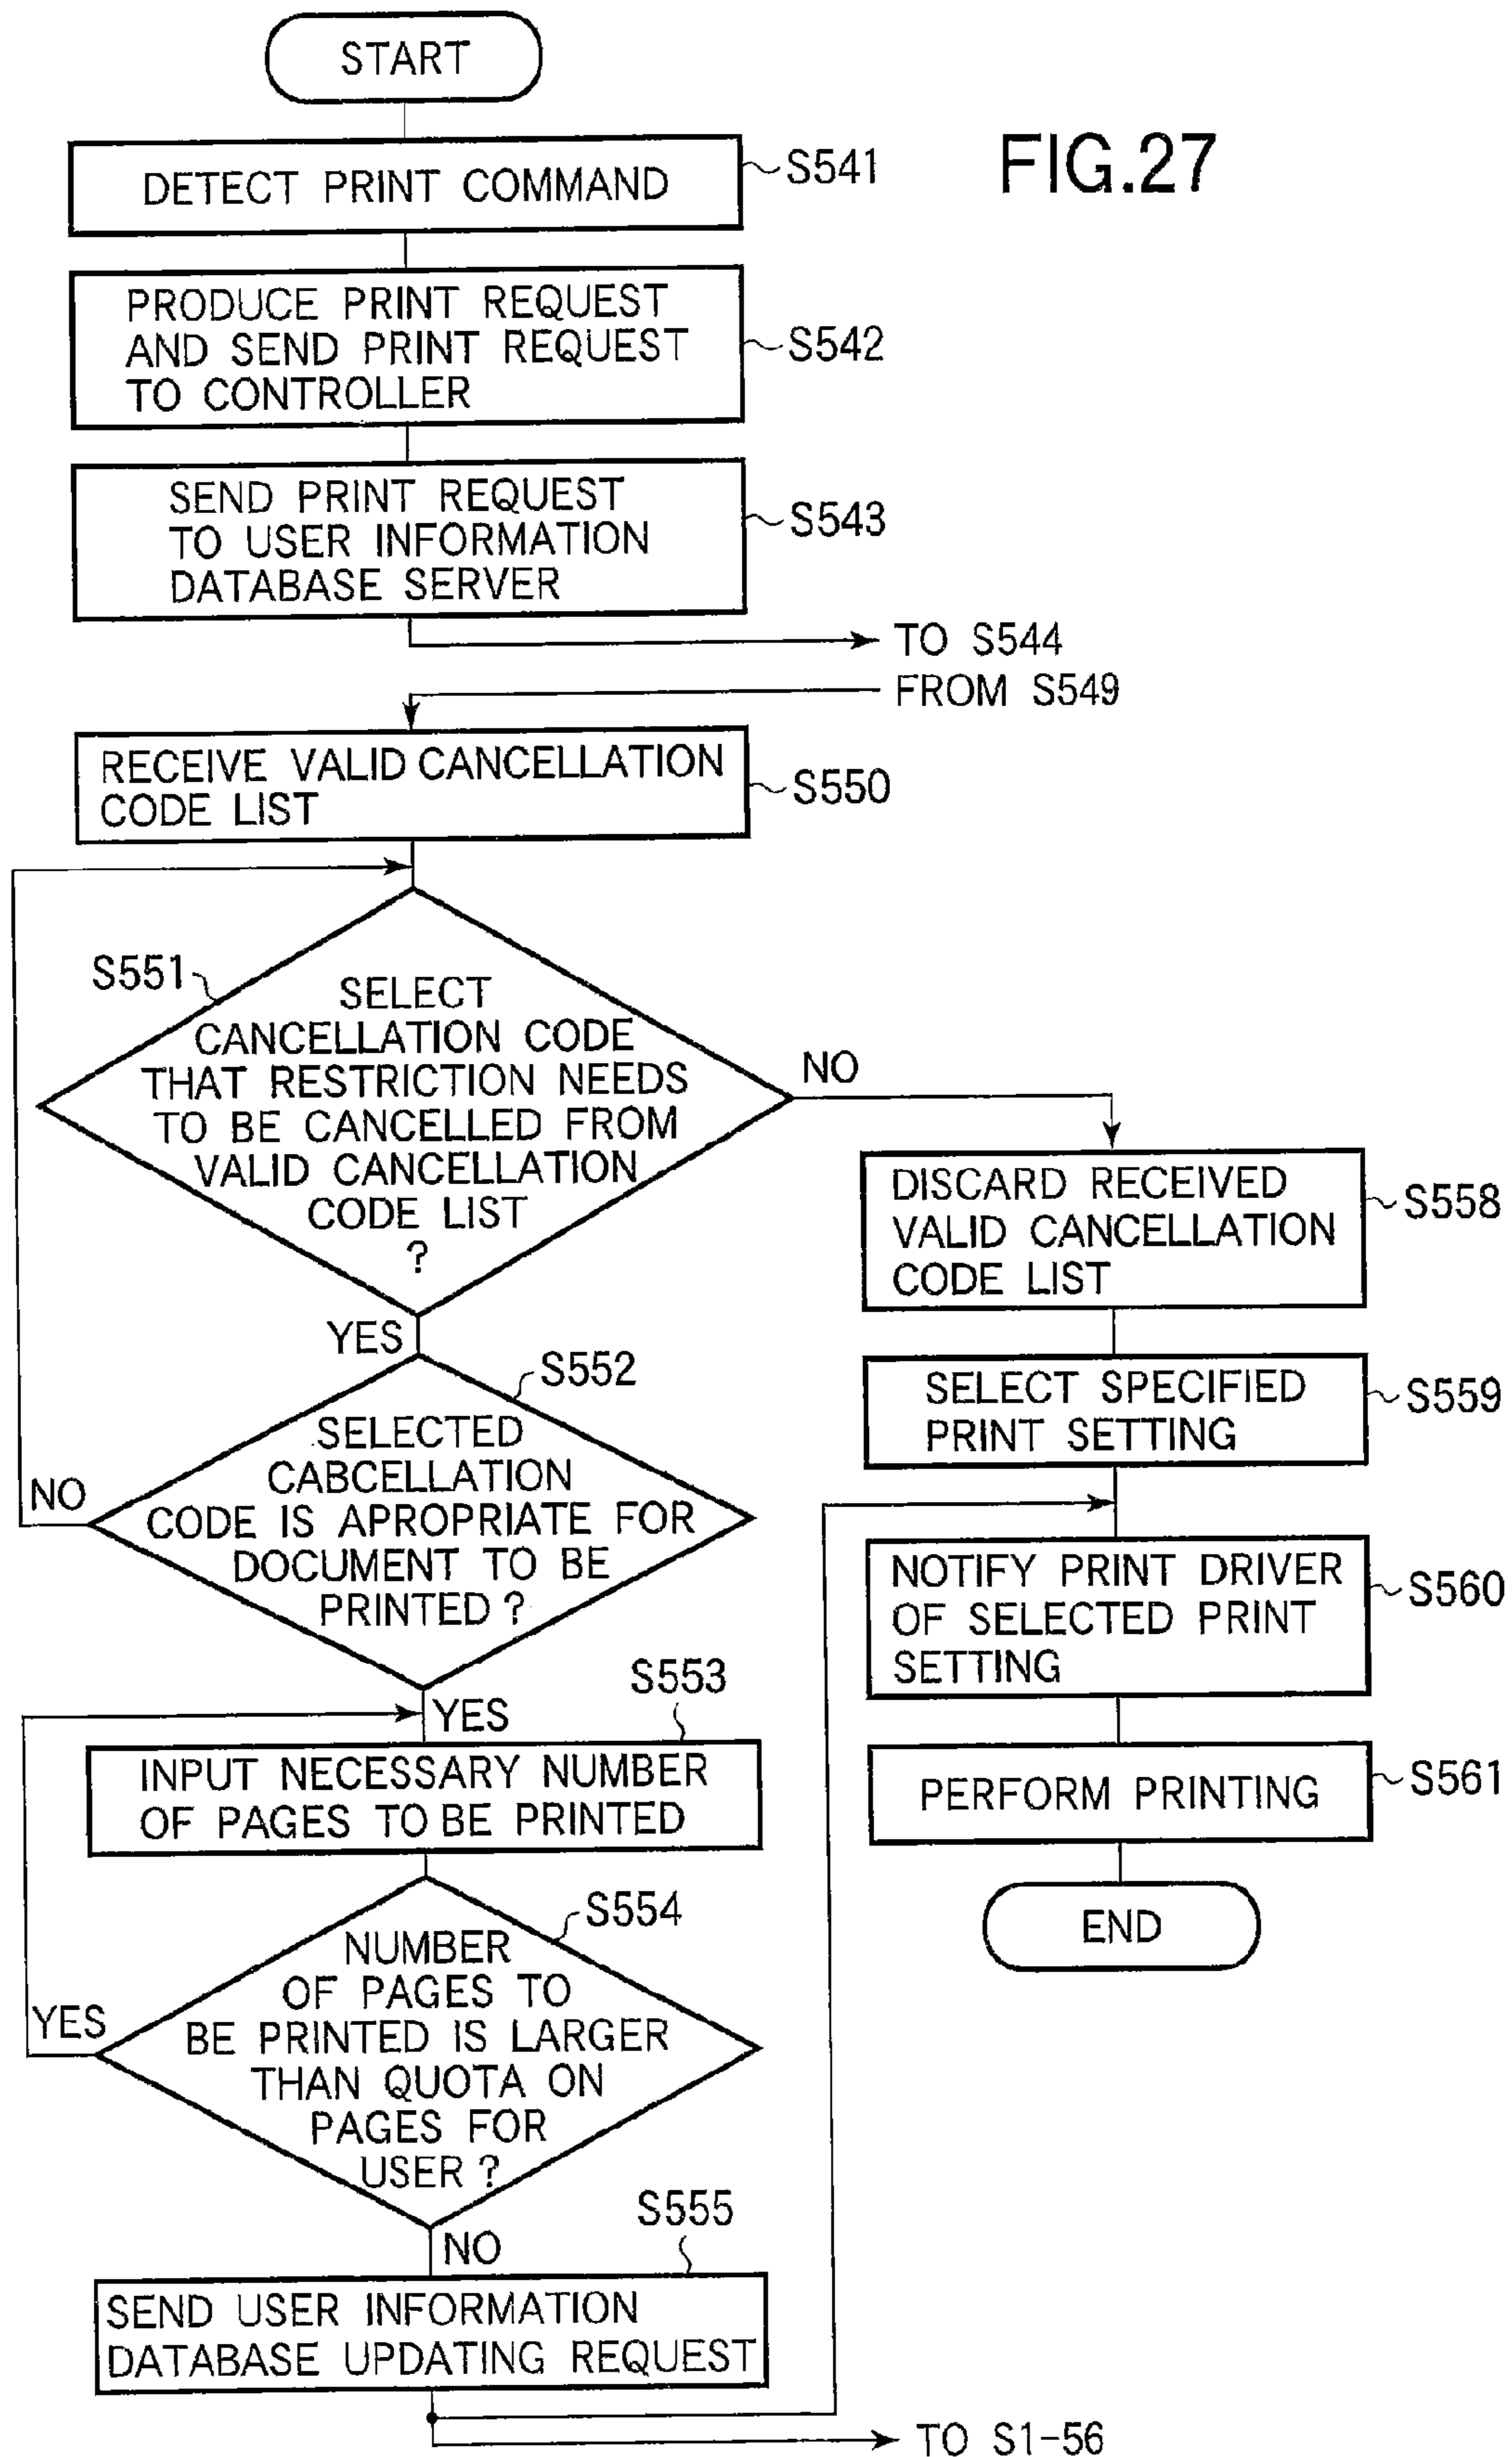 START
FIG.27
DETECT PRINT COMMAND
S541
PRODUCE PRINT REQUEST
AND SEND PRINT REQUEST
TO CONTROLLER
S542
SEND PRINT REQUEST
TO USER INFORMATION
DATABASE SERVER
S543
TO S544
FROM S549
RECEIVE VALID CANCELLATION
CODE LIST
S550
S551
SELECT
CANCELLATION CODE
THAT RESTRICTION NEEDS
TO BE CANCELLED FROM
VALID CANCELLATION
CODE LIST
?
NO
YES
S552
SELECTED
CABCELLATION
CODE IS APROPRIATE FOR
DOCUMENT TO BE
PRINTED?
NO
YES
S553
INPUT NECESSARY NUMBER
OF PAGES TO BE PRINTED
S554
NUMBER
OF PAGES TO
BE PRINTED IS LARGER
THAN QUOTA ON
PAGES FOR
USER?
YES
NO
S555
SEND USER INFORMATION
DATABASE UPDATING REQUEST
TO S1-56
DISCARD RECEIVED
VALID CANCELLATION
CODE LIST
S558
SELECT SPECIFIED
PRINT SETTING
S559
NOTIFY PRINT DRIVER
OF SELECTED PRINT
SETTING
S560
PERFORM PRINTING
S561
END